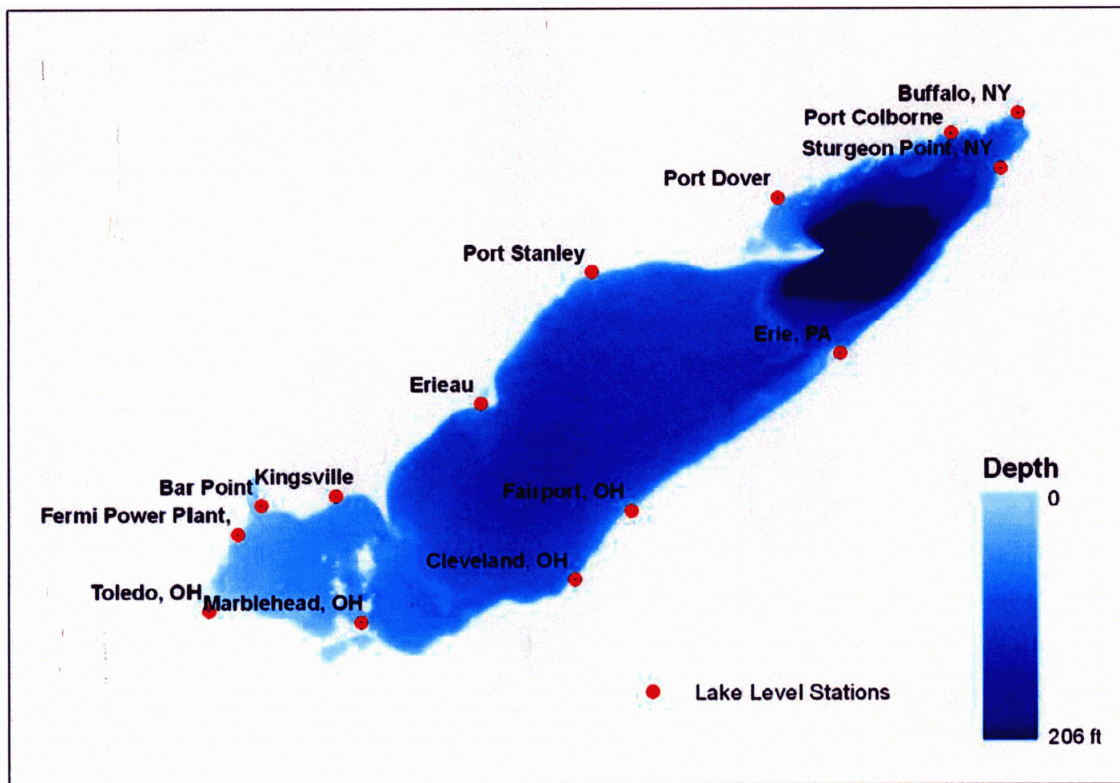 Buffalo, NY
Port Colborne
Sturgeon Point, NY
Port Dover
Port Stanley
Erie, PA
Erieau
Kingsville
Bar Point
Fermi Power Plant,
Fairport, OH
Cleveland, OH
Toledo, OH
Marblehead, OH
Depth
0
206 ft
Lake Level Stations